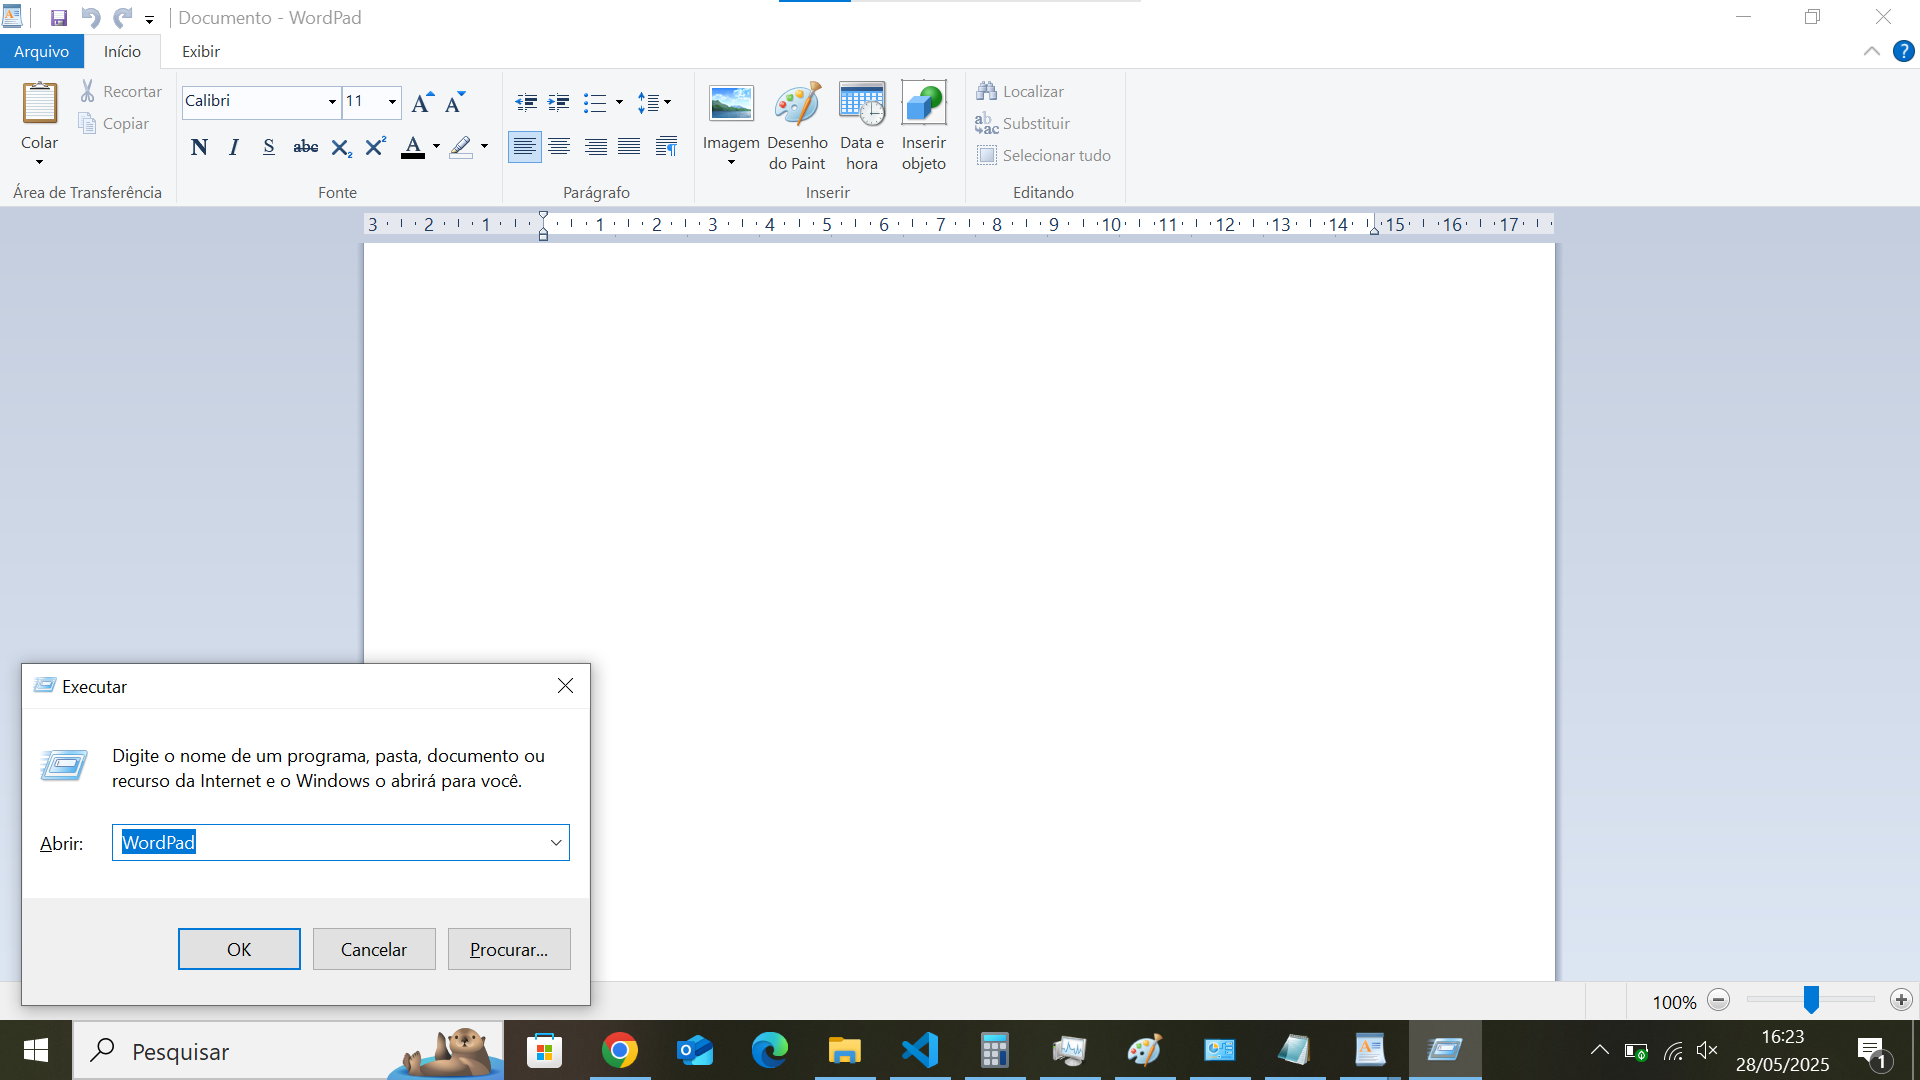 Documento - WordPad
Arquivo
Início
Exibir
Colar
Recortar
Copiar
Área de Transferência
Calibri
11
N I S abc X₂ X² A
Fonte
Parágrafo
Imagem
Desenho
do Paint
Data e
hora
Inserir
objeto
Inserir
Localizar
Substituir
Selecionar tudo
Editando
3 2 1 1 2 3 4 5 6 7 8 9 10 11 12 13 14 15 16 17
Executar
Digite o nome de um programa, pasta, documento ou
recurso da Internet e o Windows o abrirá para você.
Abrir:
WordPad
OK
Cancelar
Procurar...
100%
Pesquisar
16:23
28/05/2025
1